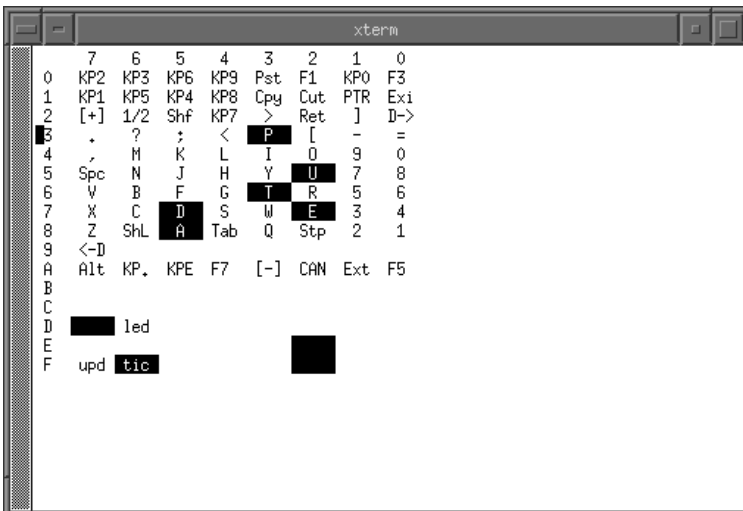 xterm
7 6 5 4 3 2 1 0
0 KP2 KP3 KP6 KP9 Pst F1 KP0 F3
1 KP1 KP5 KP4 KP8 Cpy Cut PTR Exi
2 [+] 1/2 Shf KP7 > Ret ] D->
3 . ? ; < P [ - =
4 , M K L I O 9 0
5 Spc N J H Y U 7 8
6 V B F G T R 5 6
7 X C D S W E 3 4
8 Z ShL A Tab Q Stp 2 1
9 <-D
A Alt KP. KPE F7 [-] CAN Ext F5
B
C
D led
E
F upd tic